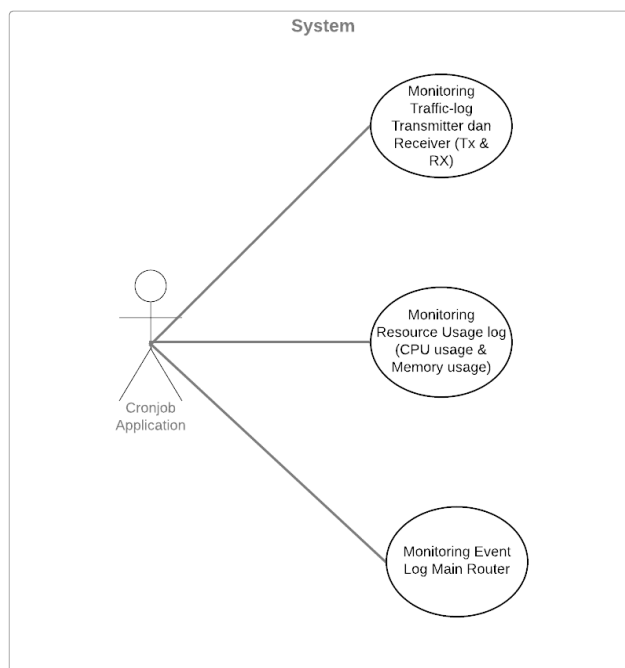 System
Monitoring
Traffic-log
Transmitter dan
Receiver (Tx &
RX)
Monitoring
Resource Usage log
(CPU usage &
Memory usage)
Cronjob
Application
Monitoring Event
Log Main Router